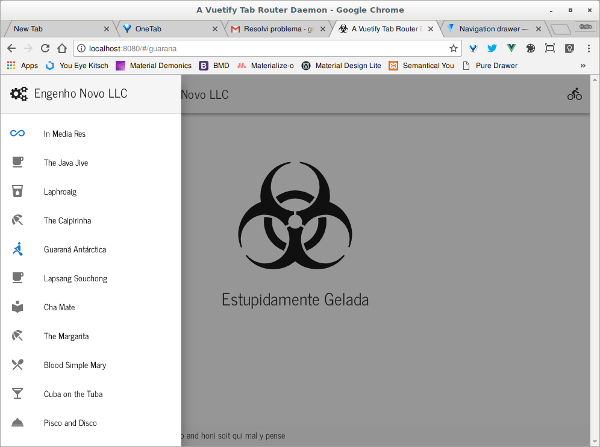 A Vuetify Tab Router Daemon - Google Chrome
New Tab
OneTab
Resolvi problema - g
A Vuetify Tab Router
Navigation drawer —
localhost:8080/#/guarana
Apps
You Eye Kitsch
Material Demonics
BMD
Materialize-o
Material Design Lite
Semantical You
Pure Drawer
»
Engenho Novo LLC
Novo LLC
In Media Res
The Java Jive
Laphroaig
The Caipirinha
Guaraná Antárctica
Lapsang Souchong
Cha Mate
The Margarita
Blood Simple Mary
Cuba on the Tuba
Pisco and Disco
Estupidamente Gelada
and honi soit qui mal y pense